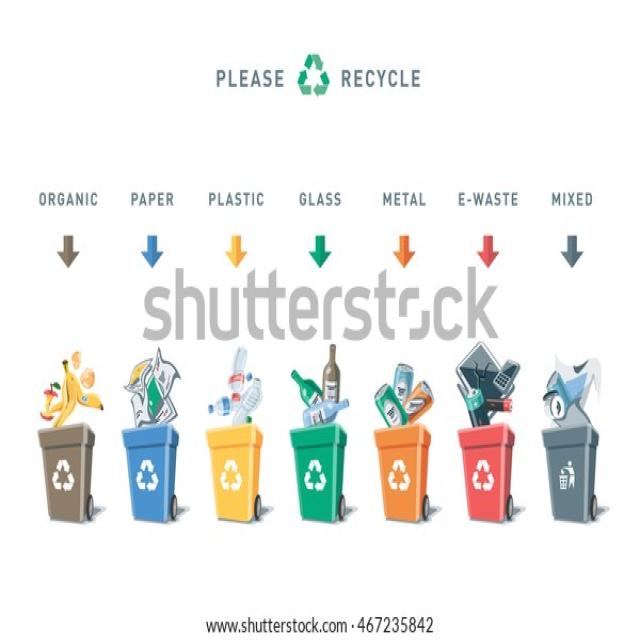 PLEASE RECYCLE
ORGANIC PAPER PLASTIC GLASS METAL E-WASTE MIXED
shutterstock
www.shutterstock.com · 467235842